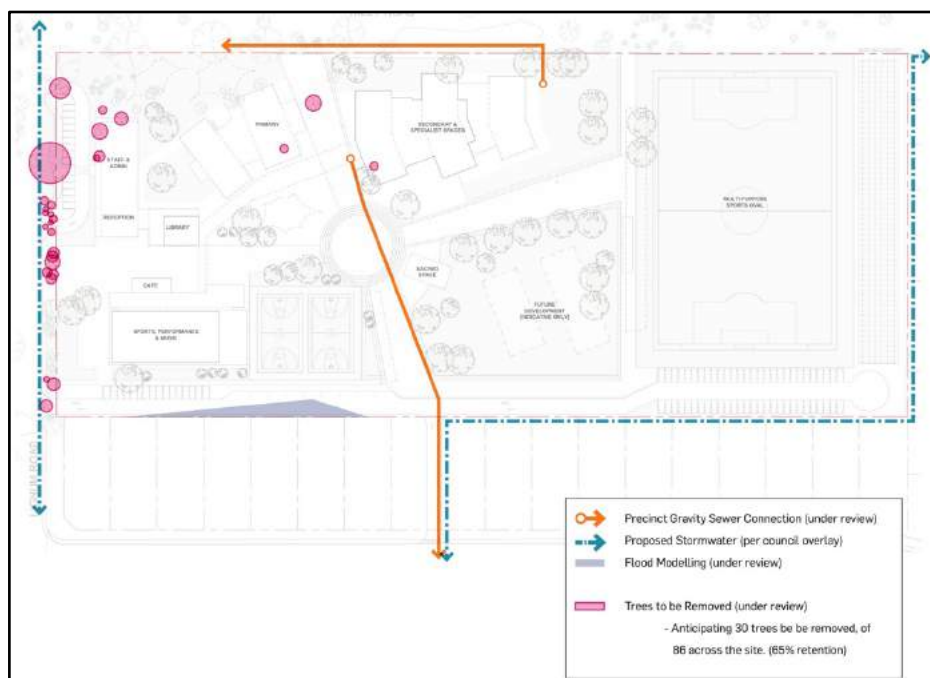 PRIMARY
SECONDARY &
SPECIALIST SPACES
STAFF &
ADMIN
RECEPTION
LIBRARY
MULTIPURPOSE
SPORTS OVAL
CAFE
SPORTS, PERFORMANCE
& MUSIC
SPACE
FUTURE
DEVELOPMENT
(INDICATIVE ONLY)
Precinct Gravity Sewer Connection (under review)
Proposed Stormwater (per council overlay)
Flood Modelling (under review)
Trees to be Removed (under review)
- Anticipating 30 trees be be removed, of
86 across the site. (65% retention)